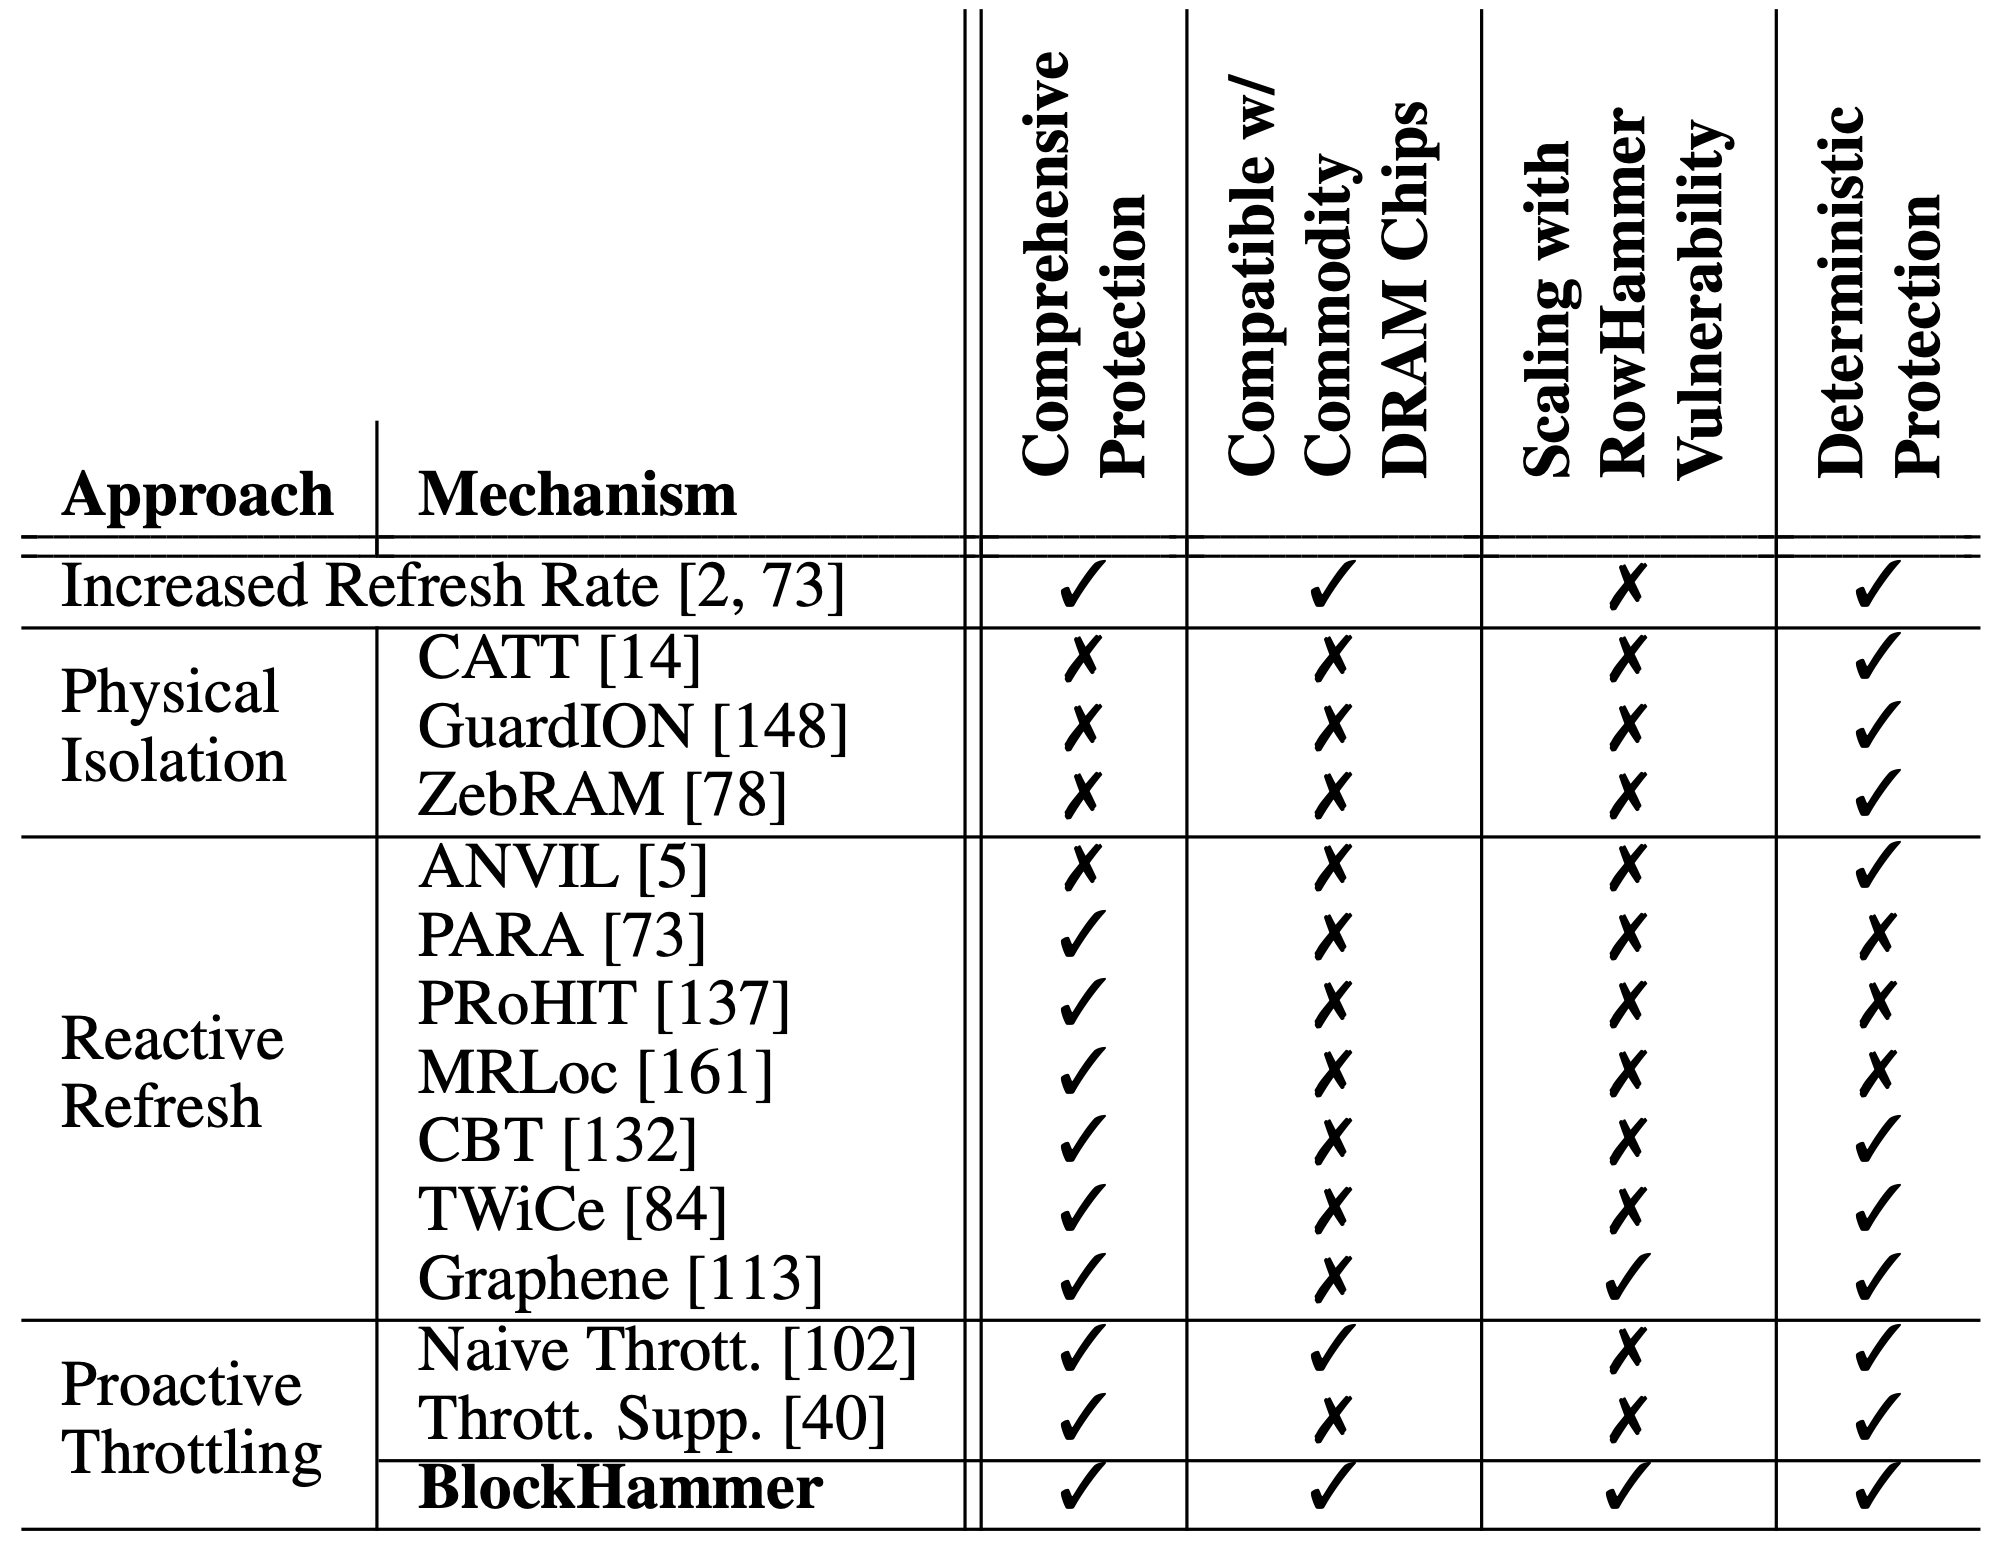 Comprehensive
Protection
Compatible w/
Commodity
DRAM Chips
Scaling with
RowHammer
Vulnerability
Deterministic
Protection
Approach Mechanism
Increased Refresh Rate [2, 73] ✓ ✓ ✗ ✓
Physical
Isolation
CATT [14] ✗ ✗ ✗ ✓
GuardION [148] ✗ ✗ ✗ ✓
ZebRAM [78] ✗ ✗ ✗ ✓
Reactive
Refresh
ANVIL [5] ✗ ✗ ✗ ✓
PARA [73] ✓ ✗ ✗ ✗
PRoHIT [137] ✓ ✗ ✗ ✗
MRLoc [161] ✓ ✗ ✗ ✗
CBT [132] ✓ ✗ ✗ ✓
TWiCe [84] ✓ ✗ ✗ ✓
Graphene [113] ✓ ✗ ✓ ✓
Proactive
Throttling
Naive Thrott. [102] ✓ ✓ ✗ ✓
Thrott. Supp. [40] ✓ ✗ ✗ ✓
BlockHammer ✓ ✓ ✓ ✓